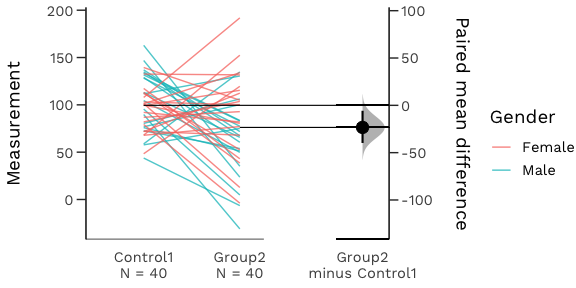 Measurement
200
150
100
50
0
Control1
N = 40
Group2
N = 40
100
50
0
-50
-100
Group2
minus Control1
Paired mean difference
Gender
Female
Male